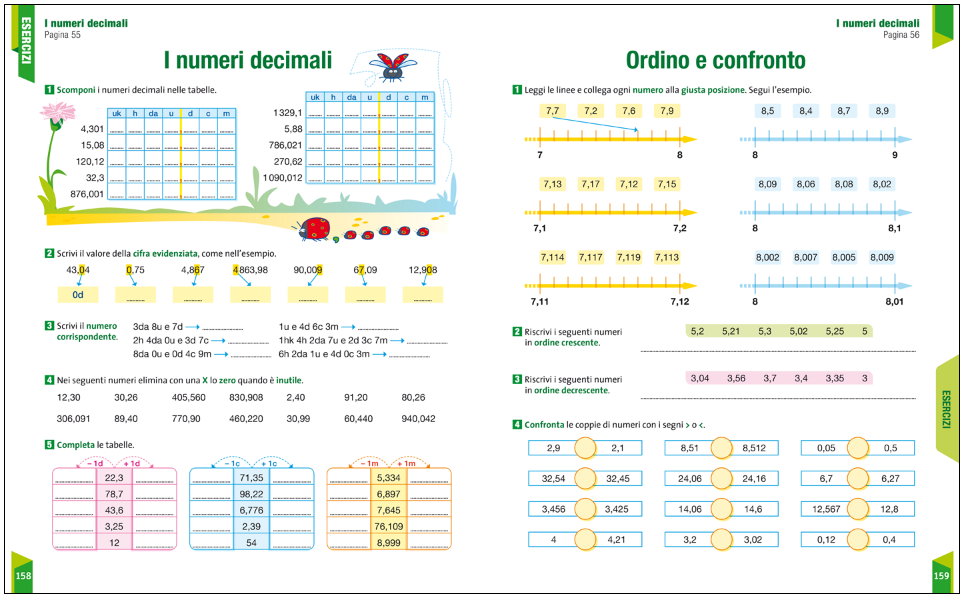 ESERCIZI
I numeri decimali
Pagina 55
I numeri decimali
1 Scomponi i numeri decimali nelle tabelle.
uk h da u d c m
4,301
15,08
120,12
32,3
876,001
uk h da u d c m
1329,1
5,88
786,021
270,62
1090,012
2 Scrivi il valore della cifra evidenziata, come nell'esempio.
43,04 0,75 4,867 4863,98 90,009 67,09 12,908
0d
3 Scrivi il numero corrispondente.
3da 8u e 7d
2h 4da 0u e 3d 7c
8da 0u e 0d 4c 9m
1u e 4d 6c 3m
1hk 4h 2da 7u e 2d 3c 7m
6h 2da 1u e 4d 0c 3m
4 Nei seguenti numeri elimina con una X lo zero quando è inutile.
12,30 30,26 405,560 830,908 2,40 91,20 80,26
306,091 89,40 770,90 460,220 30,99 60,440 940,042
5 Completa le tabelle.
– 1d + 1d
22,3
78,7
43,6
3,25
12
– 1c + 1c
71,35
98,22
6,776
2,39
54
– 1m + 1m
5,334
6,897
7,645
76,109
8,999
158
I numeri decimali
Pagina 56
Ordino e confronto
1 Leggi le linee e collega ogni numero alla giusta posizione. Segui l'esempio.
7,7 7,2 7,6 7,9
7 8
8,5 8,4 8,7 8,9
8 9
7,13 7,17 7,12 7,15
7,1 7,2
8,09 8,06 8,08 8,02
8 8,1
7,114 7,117 7,119 7,113
7,11 7,12
8,002 8,007 8,005 8,009
8 8,01
2 Riscrivi i seguenti numeri
in ordine crescente.
5,2 5,21 5,3 5,02 5,25 5
3 Riscrivi i seguenti numeri
in ordine decrescente.
3,04 3,56 3,7 3,4 3,35 3
4 Confronta le coppie di numeri con i segni > o <.
2,9 2,1 8,51 8,512 0,05 0,5
32,54 32,45 24,06 24,16 6,7 6,27
3,456 3,425 14,06 14,6 12,567 12,8
4 4,21 3,2 3,02 0,12 0,4
ESERCIZI
159